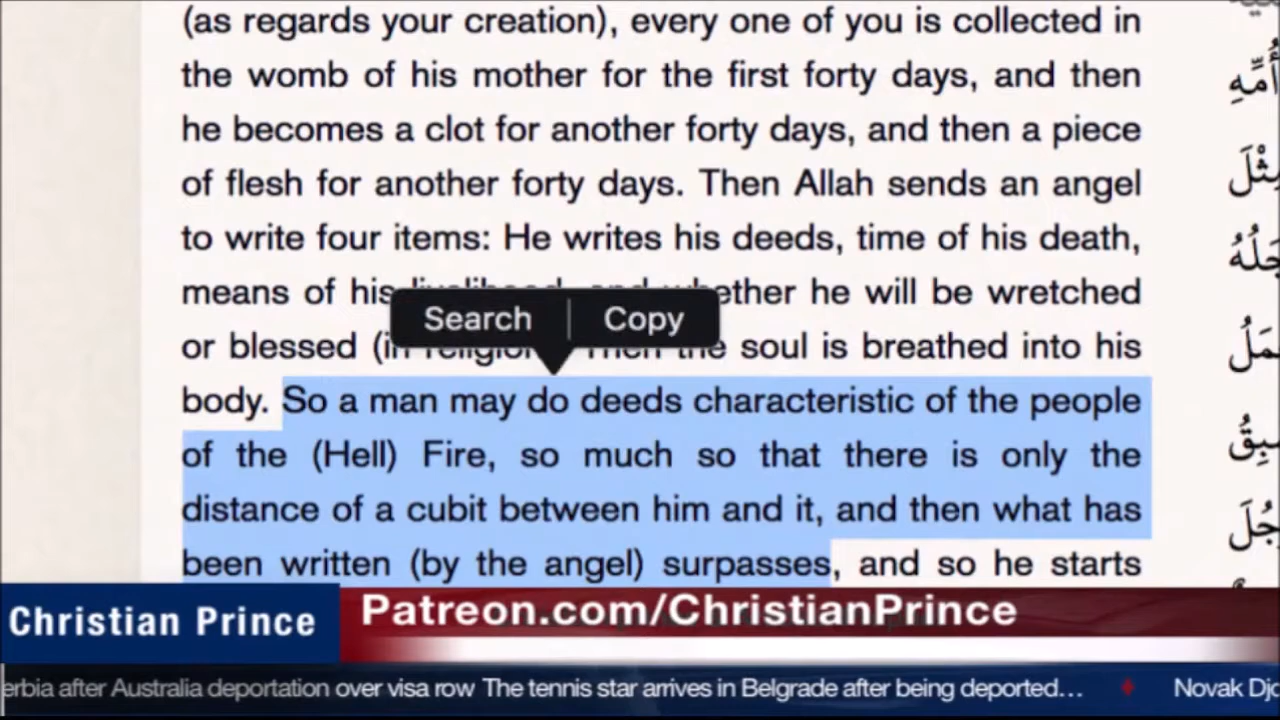 (as regards your creation), every one of you is collected in
the womb of his mother for the first forty days, and then
he becomes a clot for another forty days, and then a piece
of flesh for another forty days. Then Allah sends an angel
to write four items: He writes his deeds, time of his death,
means of his livelihood, and whether he will be wretched
Search Copy
or blessed (in religion). Then the soul is breathed into his
body. So a man may do deeds characteristic of the people
of the (Hell) Fire, so much so that there is only the
distance of a cubit between him and it, and then what has
been written (by the angel) surpasses, and so he starts
أُمِّهِ
مِثْلَ
Christian Prince
Patreon.com/ChristianPrince
erbia after Australia deportation over visa row The tennis star arrives in Belgrade after being deported... Novak Djo